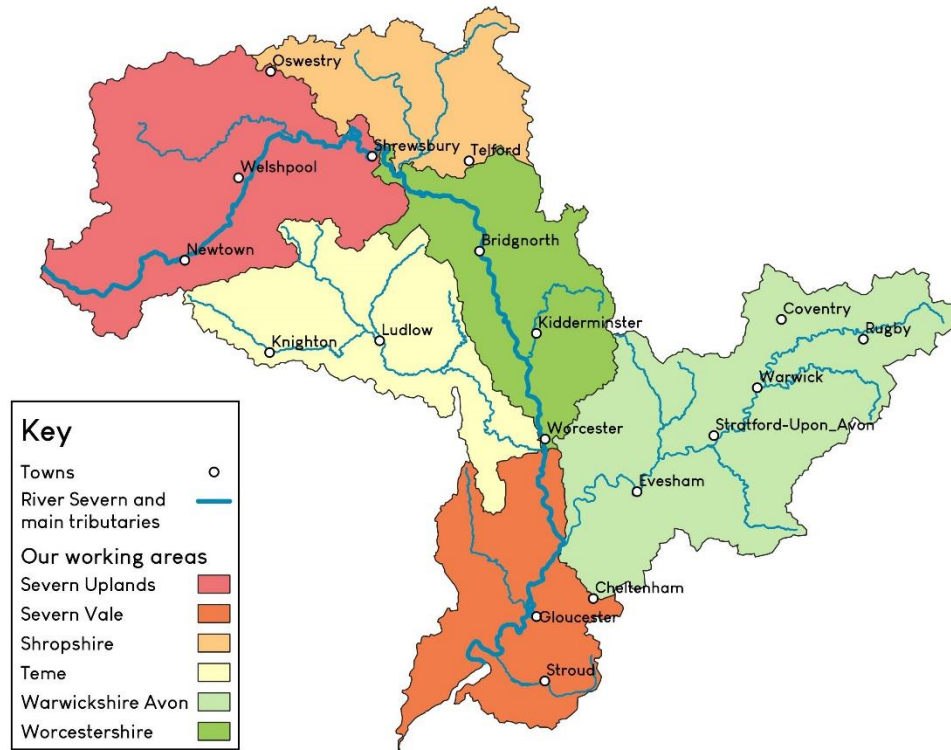 Oswestry
Shrewsbury
Telford
Welshpool
Newtown
Bridgnorth
Coventry
Kidderminster
Rugby
Knighton
Ludlow
Warwick
Worcester
Stratford-Upon_Avon
Evesham
Cheltenham
Gloucester
Stroud
Key
Towns
River Severn and
main tributaries
Our working areas
Severn Uplands
Severn Vale
Shropshire
Teme
Warwickshire Avon
Worcestershire